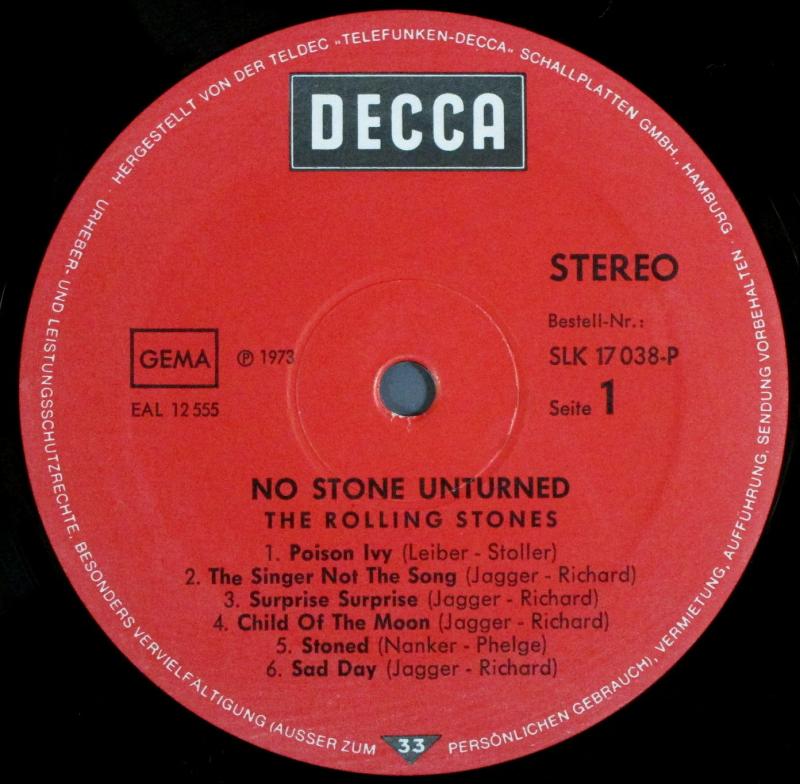 HERGESTELLT VON DER TELDEC „TELEFUNKEN-DECCA“ SCHALLPLATTEN GMBH., HAMBURG ·
URHEBER- UND LEISTUNGSSCHUTZRECHTE, BESONDERS VERVIELFÄLTIGUNG (AUSSER ZUM PERSÖNLICHEN GEBRAUCH), VERMIETUNG, AUFFÜHRUNG, SENDUNG VORBEHALTEN ·
DECCA
STEREO
Bestell-Nr.:
GEMA ℗ 1973 SLK 17 038-P
EAL 12 555 Seite 1
NO STONE UNTURNED
THE ROLLING STONES
1. Poison Ivy (Leiber - Stoller)
2. The Singer Not The Song (Jagger - Richard)
3. Surprise Surprise (Jagger - Richard)
4. Child Of The Moon (Jagger - Richard)
5. Stoned (Nanker - Phelge)
6. Sad Day (Jagger - Richard)
33